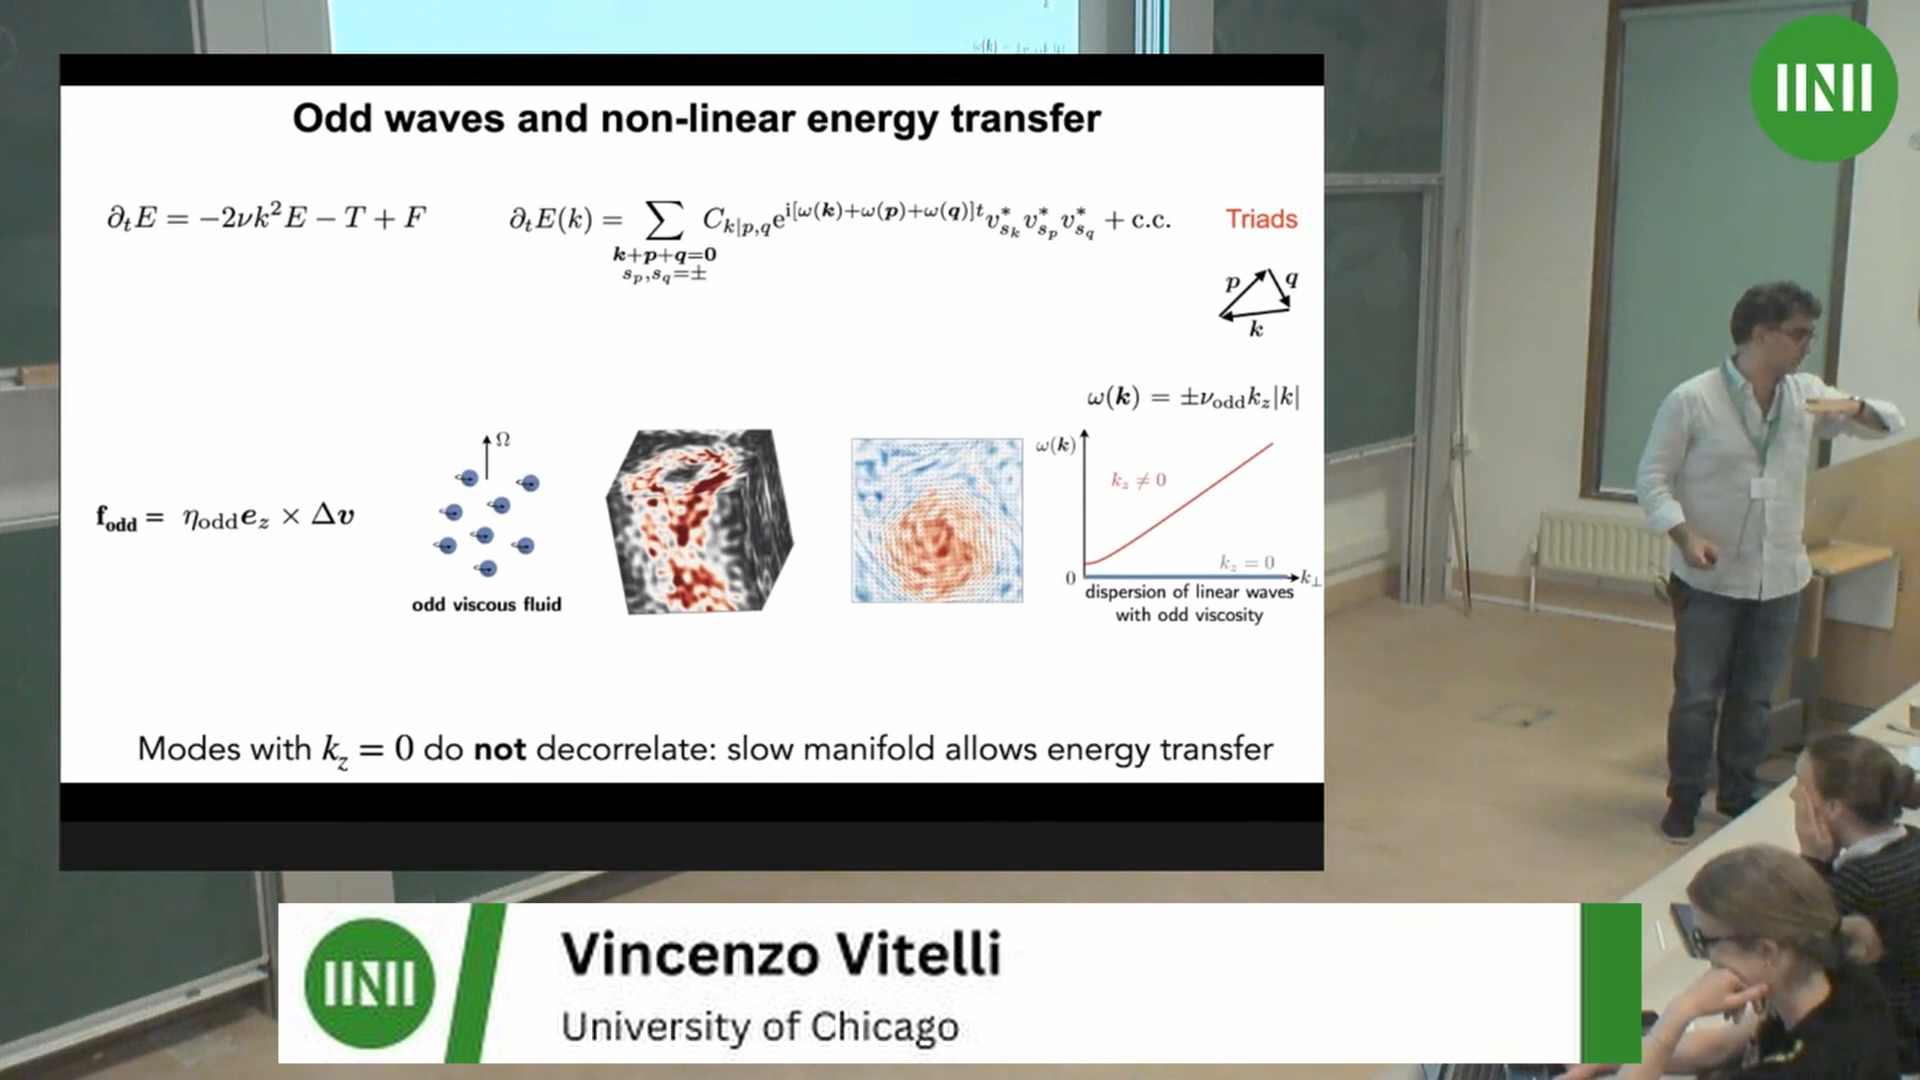 Odd waves and non-linear energy transfer
∂ₜE = −2νk²E − T + F
∂ₜE(k) = ∑ C_{k|p,q} e^{i[ω(k)+ω(p)+ω(q)]t} v*_{s_k} v*_{s_p} v*_{s_q} + c.c.
k+p+q=0
s_p,s_q=±
Triads
p
q
k
ω(k) = ±ν_odd k_z|k|
ω(k)
k_z ≠ 0
k_z = 0
0
k_⊥
dispersion of linear waves
with odd viscosity
f_odd = η_odd e_z × Δv
Ω
odd viscous fluid
Modes with k_z = 0 do not decorrelate: slow manifold allows energy transfer
INI
INI
Vincenzo Vitelli
University of Chicago